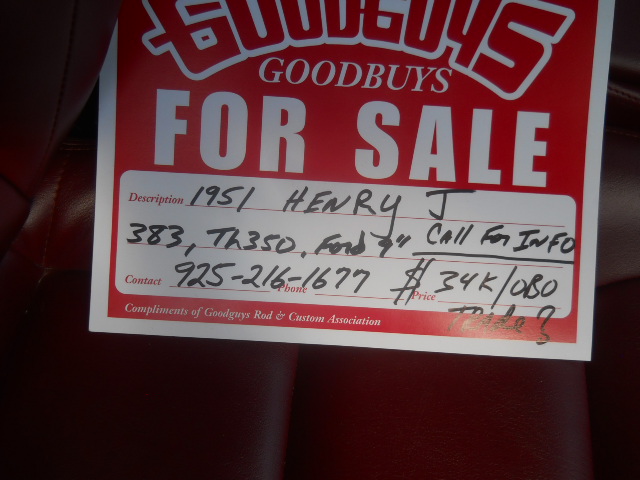 GOODGUYS
GOODBUYS
FOR SALE
Description 1951 HENRY J
383, TH350, Ford 9" CALL FOR INFO
Contact 925-216-1677 Phone $ Price 34K/OBO
Compliments of Goodguys Rod & Custom Association TRADE?